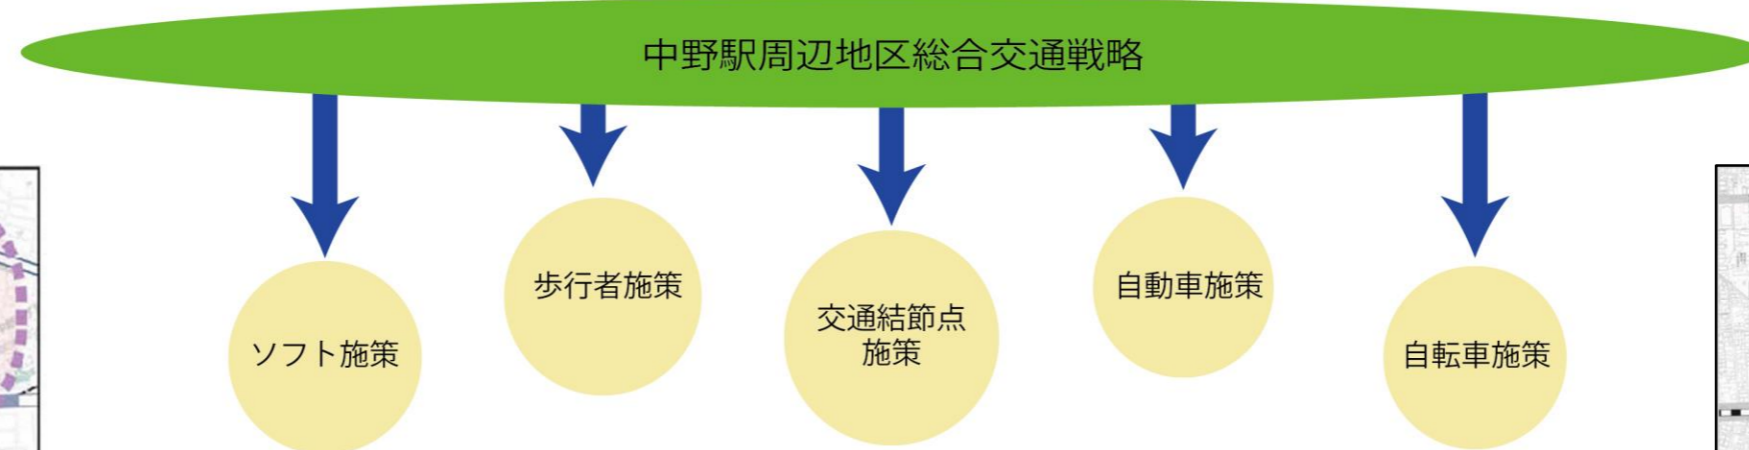 中野駅周辺地区総合交通戦略
ソフト施策
歩行者施策
交通結節点
施策
自動車施策
自転車施策